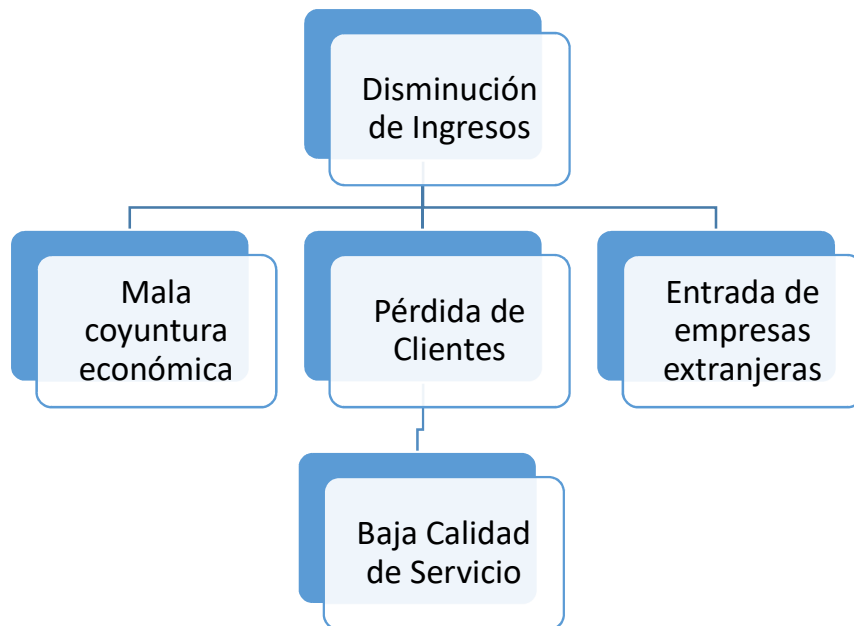 Disminución
de Ingresos
Mala
coyuntura
económica
Pérdida de
Clientes
Entrada de
empresas
extranjeras
Baja Calidad
de Servicio